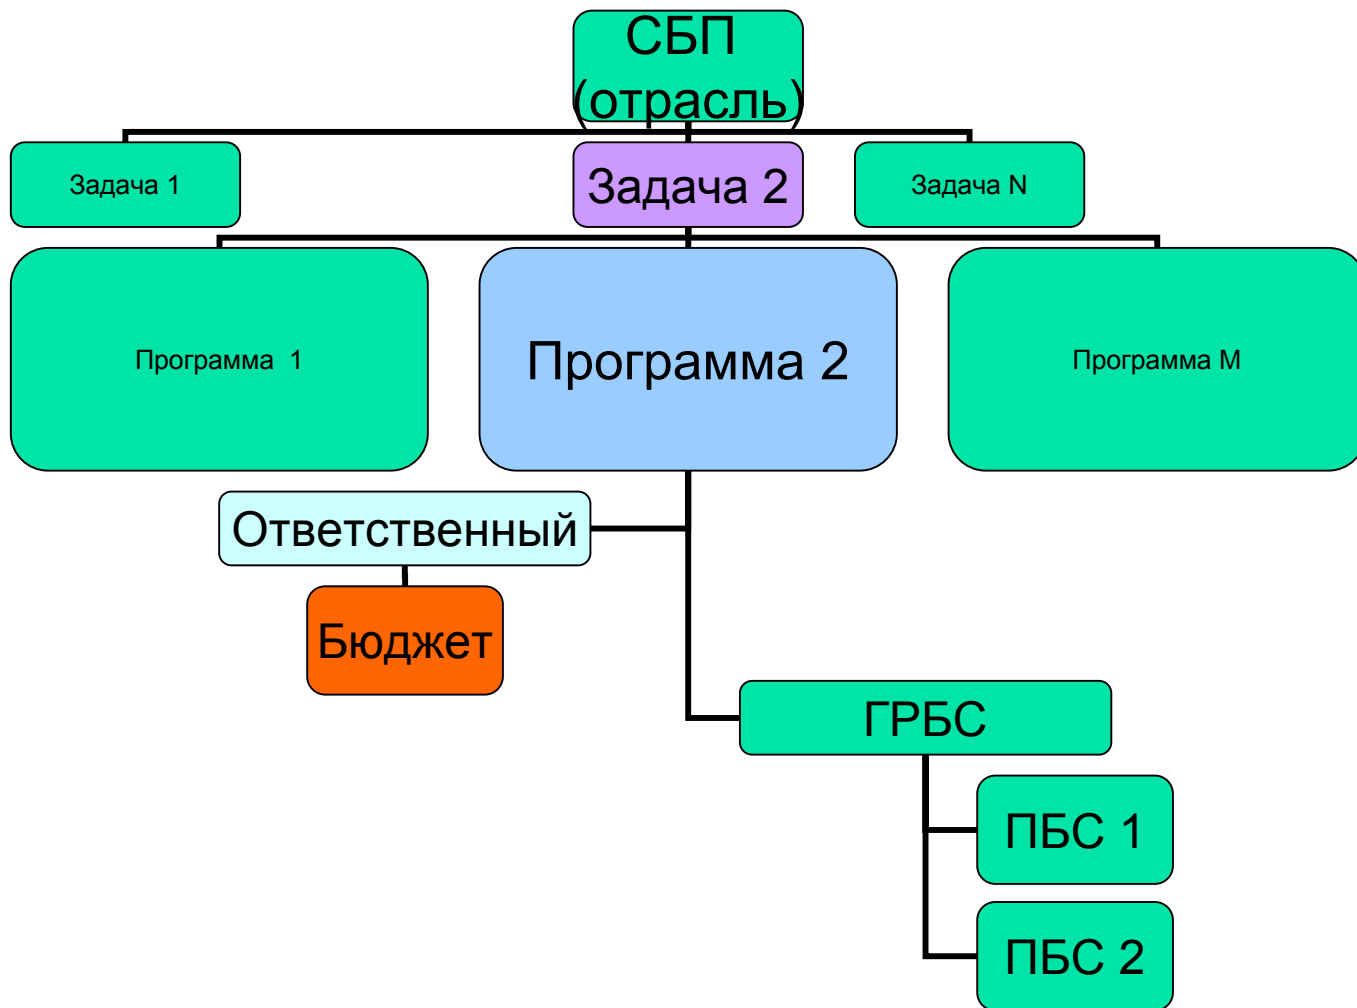 СБП
(отрасль)
Задача 1
Задача 2
Задача N
Программа 1
Программа 2
Программа М
Ответственный
Бюджет
ГРБС
ПБС 1
ПБС 2